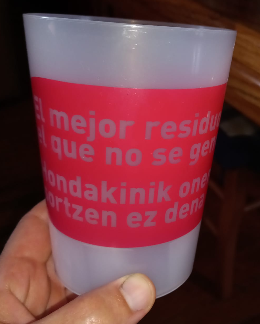 El mejor residu
el que no se gen
ondakinik one
ortzen ez dena